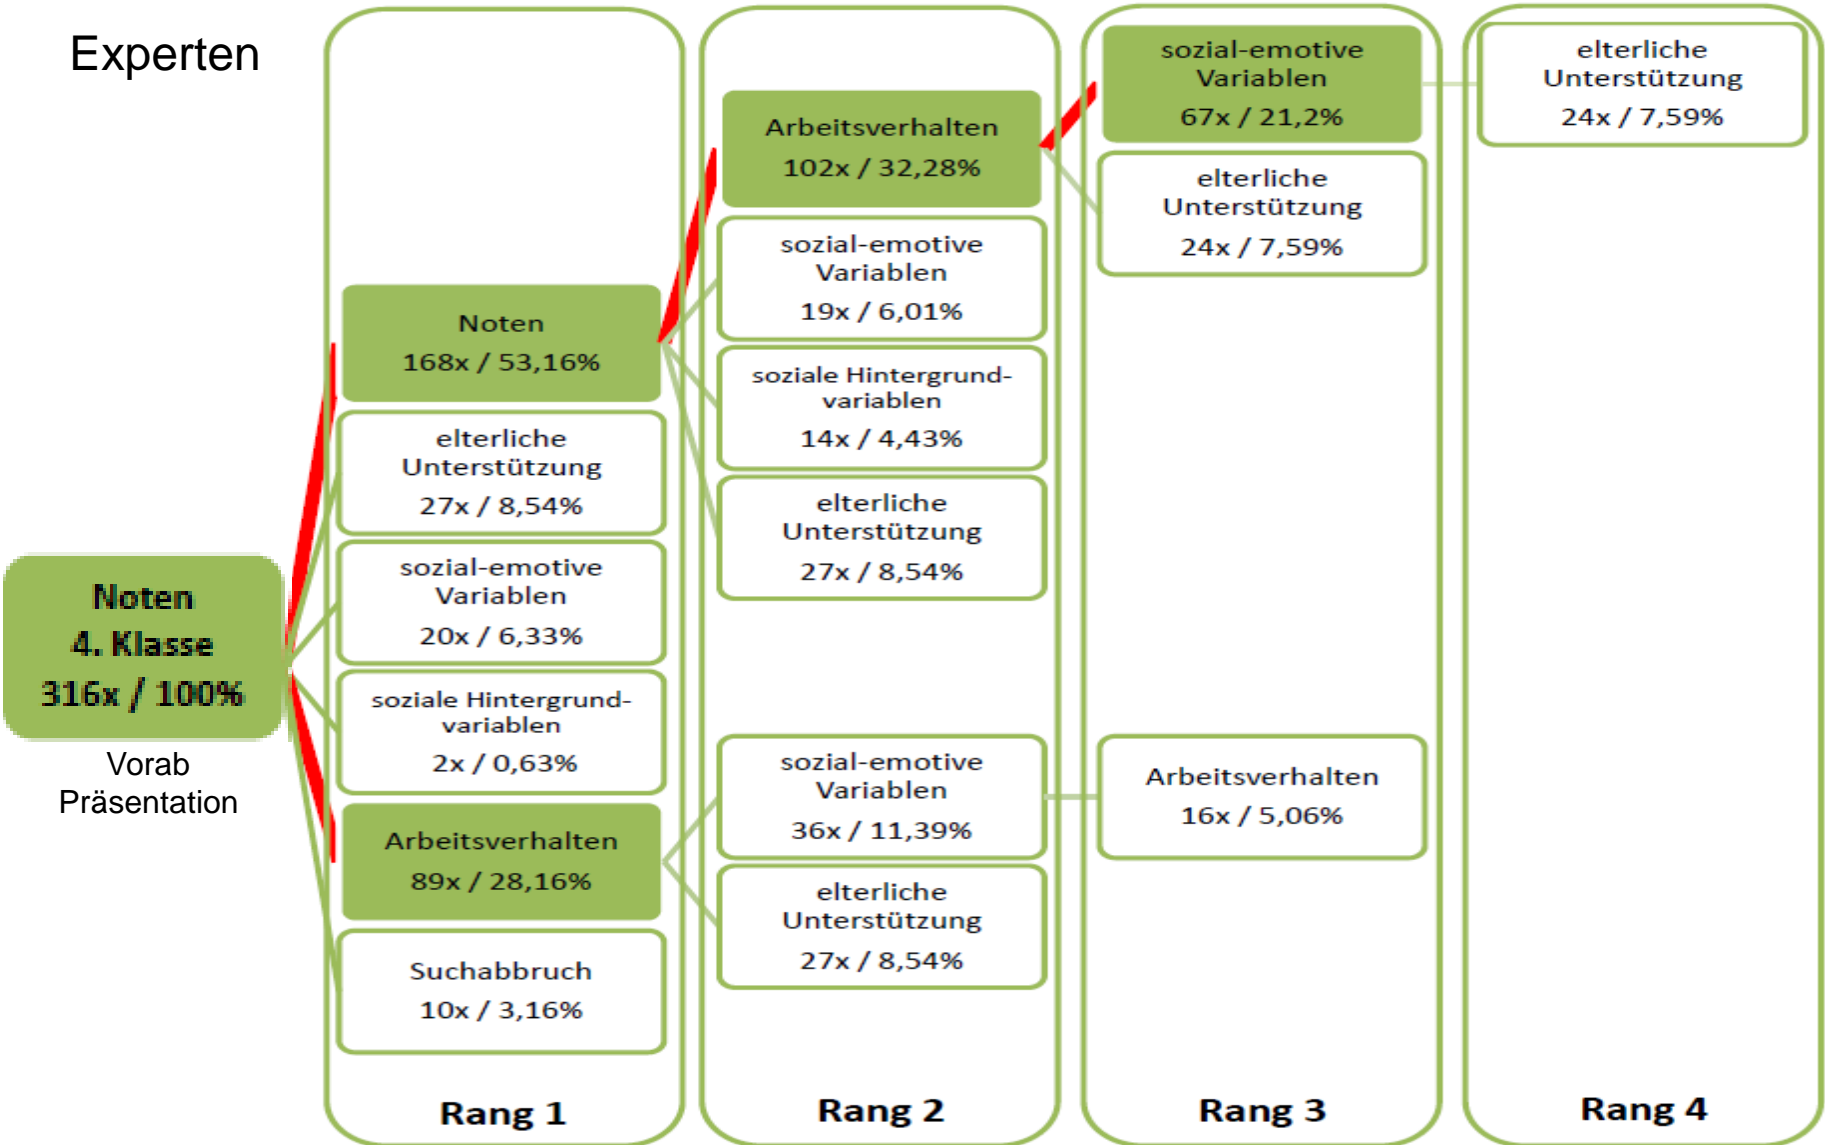 Experten
Noten
4. Klasse
316x / 100%
Vorab
Präsentation
Noten
168x / 53,16%
elterliche
Unterstützung
27x / 8,54%
sozial-emotive
Variablen
20x / 6,33%
soziale Hintergrund-
variablen
2x / 0,63%
Arbeitsverhalten
89x / 28,16%
Suchabbruch
10x / 3,16%
Rang 1
Arbeitsverhalten
102x / 32,28%
sozial-emotive
Variablen
19x / 6,01%
soziale Hintergrund-
variablen
14x / 4,43%
elterliche
Unterstützung
27x / 8,54%
sozial-emotive
Variablen
36x / 11,39%
elterliche
Unterstützung
27x / 8,54%
Rang 2
sozial-emotive
Variablen
67x / 21,2%
elterliche
Unterstützung
24x / 7,59%
Arbeitsverhalten
16x / 5,06%
Rang 3
elterliche
Unterstützung
24x / 7,59%
Rang 4